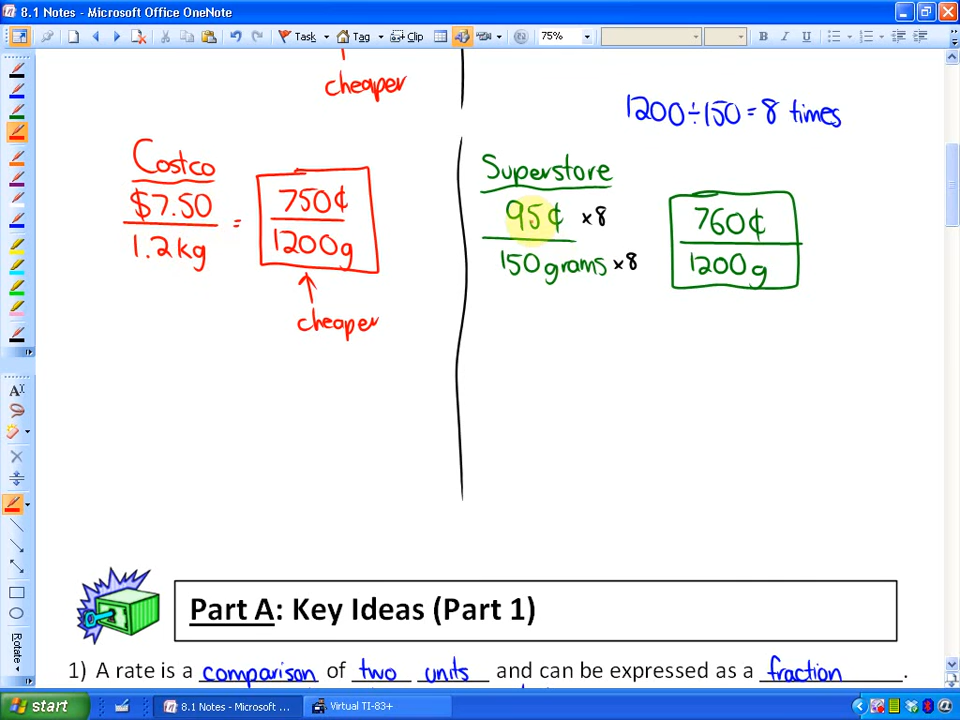 8.1 Notes - Microsoft Office OneNote
Task Tag Clip 75% B I U
cheaper
1200÷150 = 8 times
Costco
$7.50
1.2 kg
=
750¢
1200g
cheaper
Superstore
95¢ ×8
150 grams ×8
760¢
1200g
Part A: Key Ideas (Part 1)
1) A rate is a comparison of two units and can be expressed as a fraction.
A
Rotate
start 8.1 Notes - Microsoft ... Virtual TI-83+